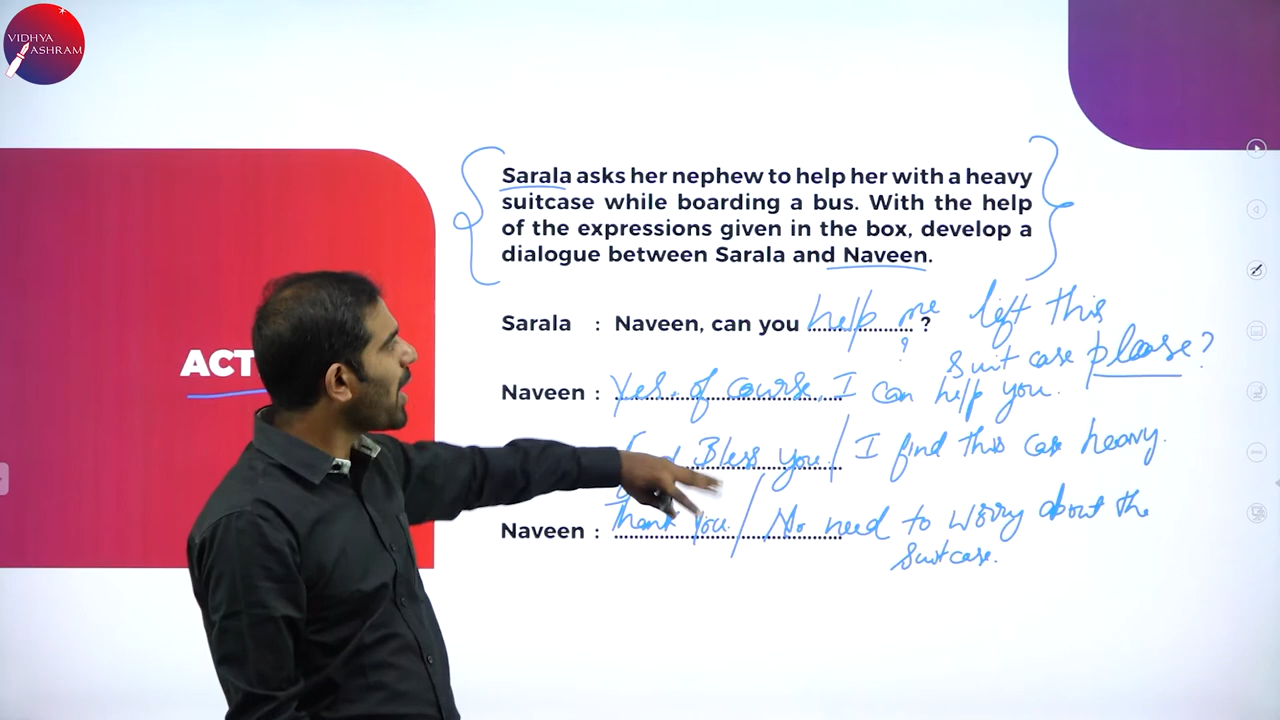 VIDHYA
ASHRAM
Sarala asks her nephew to help her with a heavy
suitcase while boarding a bus. With the help
of the expressions given in the box, develop a
dialogue between Sarala and Naveen.
ACT
Sarala : Naveen, can you help me ? lift this
suit case please?
Naveen : Yes, of course, I can help you.
Bless you / I find this case heavy.
Naveen : Thank you. / No need to worry about the
suitcase.